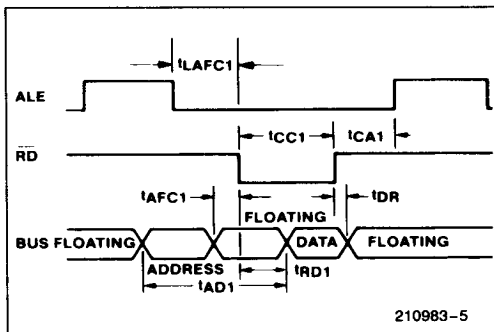 tLAFC1
ALE
tCC1 tCA1
RD
tAFC1 tDR
FLOATING
BUS FLOATING DATA FLOATING
ADDRESS tRD1
tAD1
210983-5